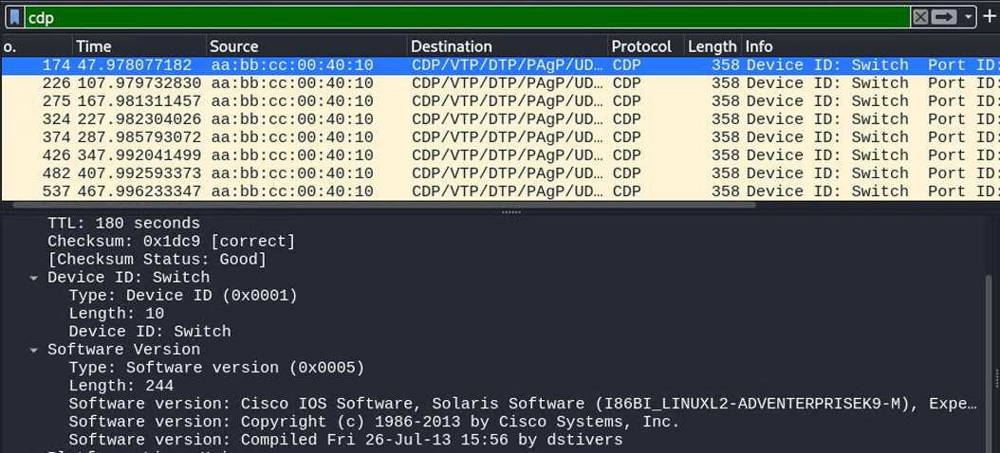 cdp
o. Time Source Destination Protocol Length Info
174 47.978077182 aa:bb:cc:00:40:10 CDP/VTP/DTP/PAgP/UD… CDP 358 Device ID: Switch Port ID:
226 107.979732830 aa:bb:cc:00:40:10 CDP/VTP/DTP/PAgP/UD… CDP 358 Device ID: Switch Port ID:
275 167.981311457 aa:bb:cc:00:40:10 CDP/VTP/DTP/PAgP/UD… CDP 358 Device ID: Switch Port ID:
324 227.982304026 aa:bb:cc:00:40:10 CDP/VTP/DTP/PAgP/UD… CDP 358 Device ID: Switch Port ID:
374 287.985793072 aa:bb:cc:00:40:10 CDP/VTP/DTP/PAgP/UD… CDP 358 Device ID: Switch Port ID:
426 347.992041499 aa:bb:cc:00:40:10 CDP/VTP/DTP/PAgP/UD… CDP 358 Device ID: Switch Port ID:
482 407.992593373 aa:bb:cc:00:40:10 CDP/VTP/DTP/PAgP/UD… CDP 358 Device ID: Switch Port ID:
537 467.996233347 aa:bb:cc:00:40:10 CDP/VTP/DTP/PAgP/UD… CDP 358 Device ID: Switch Port ID:
TTL: 180 seconds
Checksum: 0x1dc9 [correct]
[Checksum Status: Good]
Device ID: Switch
Type: Device ID (0x0001)
Length: 10
Device ID: Switch
Software Version
Type: Software version (0x0005)
Length: 244
Software version: Cisco IOS Software, Solaris Software (I86BI_LINUXL2-ADVENTERPRISEK9-M), Expe…
Software version: Copyright (c) 1986-2013 by Cisco Systems, Inc.
Software version: Compiled Fri 26-Jul-13 15:56 by dstivers